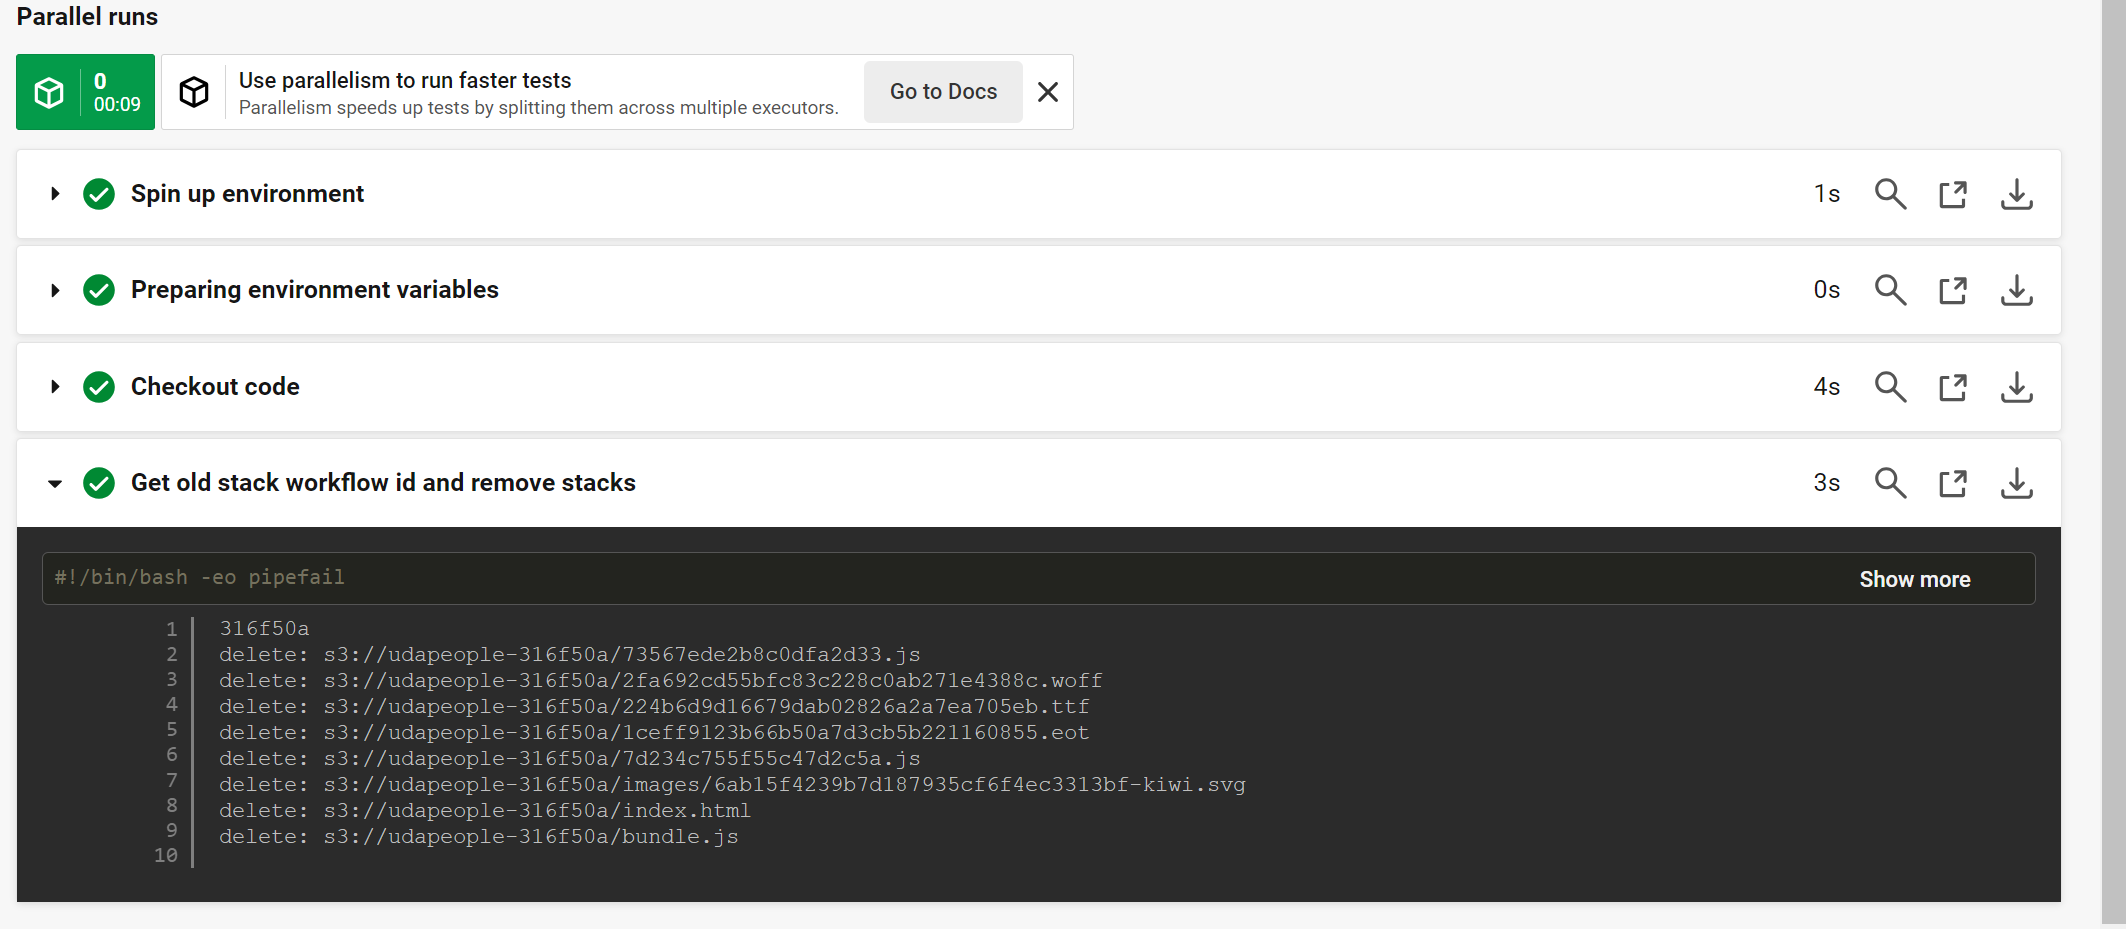 Parallel runs
0
00:09
Use parallelism to run faster tests
Parallelism speeds up tests by splitting them across multiple executors.
Go to Docs
Spin up environment
1s
Preparing environment variables
0s
Checkout code
4s
Get old stack workflow id and remove stacks
3s
#!/bin/bash -eo pipefail
Show more
1 316f50a
2 delete: s3://udapeople-316f50a/73567ede2b8c0dfa2d33.js
3 delete: s3://udapeople-316f50a/2fa692cd55bfc83c228c0ab271e4388c.woff
4 delete: s3://udapeople-316f50a/224b6d9d16679dab02826a2a7ea705eb.ttf
5 delete: s3://udapeople-316f50a/1ceff9123b66b50a7d3cb5b221160855.eot
6 delete: s3://udapeople-316f50a/7d234c755f55c47d2c5a.js
7 delete: s3://udapeople-316f50a/images/6ab15f4239b7d187935cf6f4ec3313bf-kiwi.svg
8 delete: s3://udapeople-316f50a/index.html
9 delete: s3://udapeople-316f50a/bundle.js
10